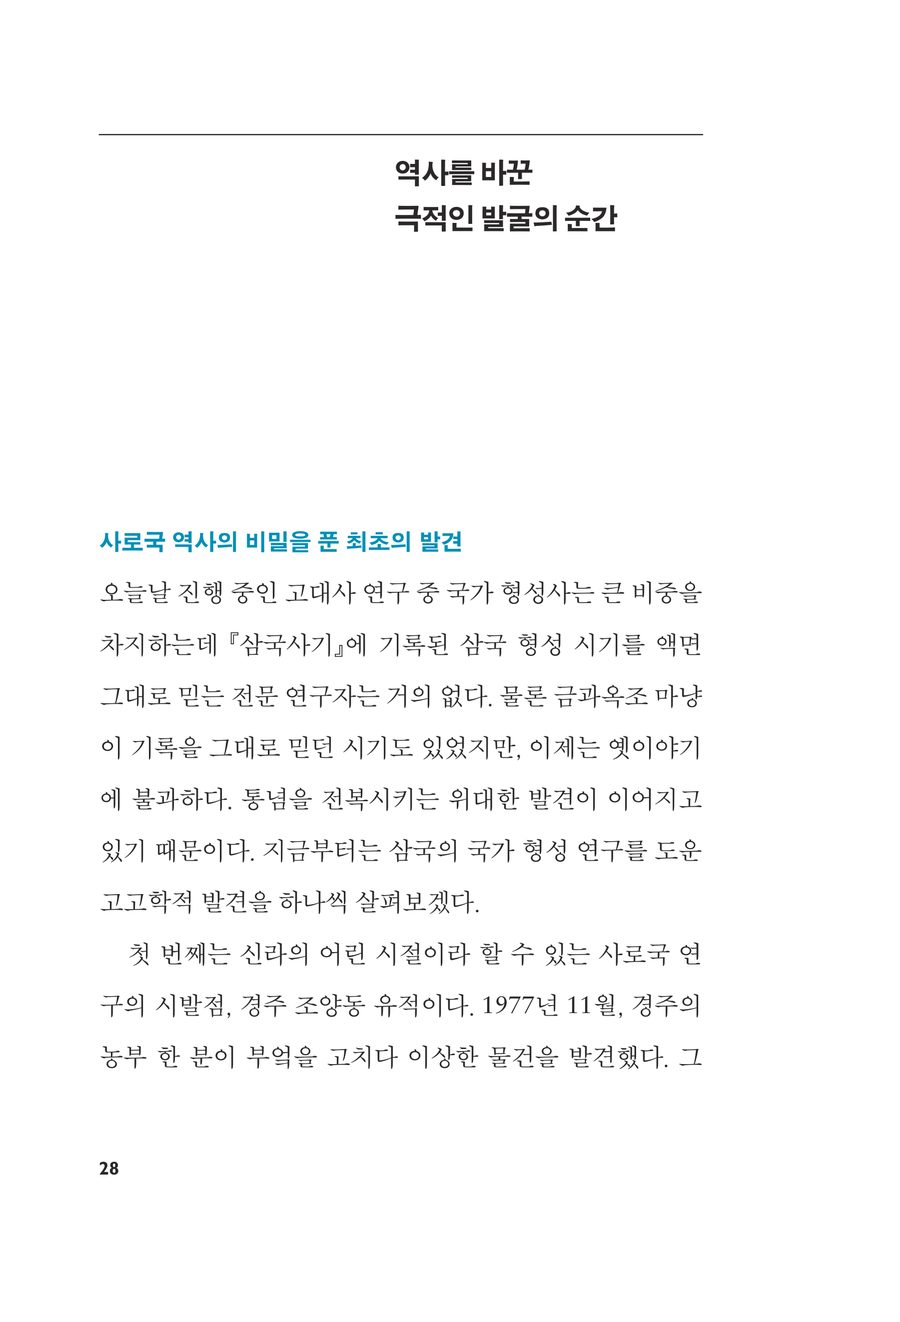 역사를 바꾼
극적인 발굴의 순간
사로국 역사의 비밀을 푼 최초의 발견
오늘날 진행 중인 고대사 연구 중 국가 형성사는 큰 비중을
차지하는데 『삼국사기』에 기록된 삼국 형성 시기를 액면
그대로 믿는 전문 연구자는 거의 없다. 물론 금과옥조 마냥
이 기록을 그대로 믿던 시기도 있었지만, 이제는 옛이야기
에 불과하다. 통념을 전복시키는 위대한 발견이 이어지고
있기 때문이다. 지금부터는 삼국의 국가 형성 연구를 도운
고고학적 발견을 하나씩 살펴보겠다.
첫 번째는 신라의 어린 시절이라 할 수 있는 사로국 연
구의 시발점, 경주 조양동 유적이다. 1977년 11월, 경주의
농부 한 분이 부엌을 고치다 이상한 물건을 발견했다. 그
28